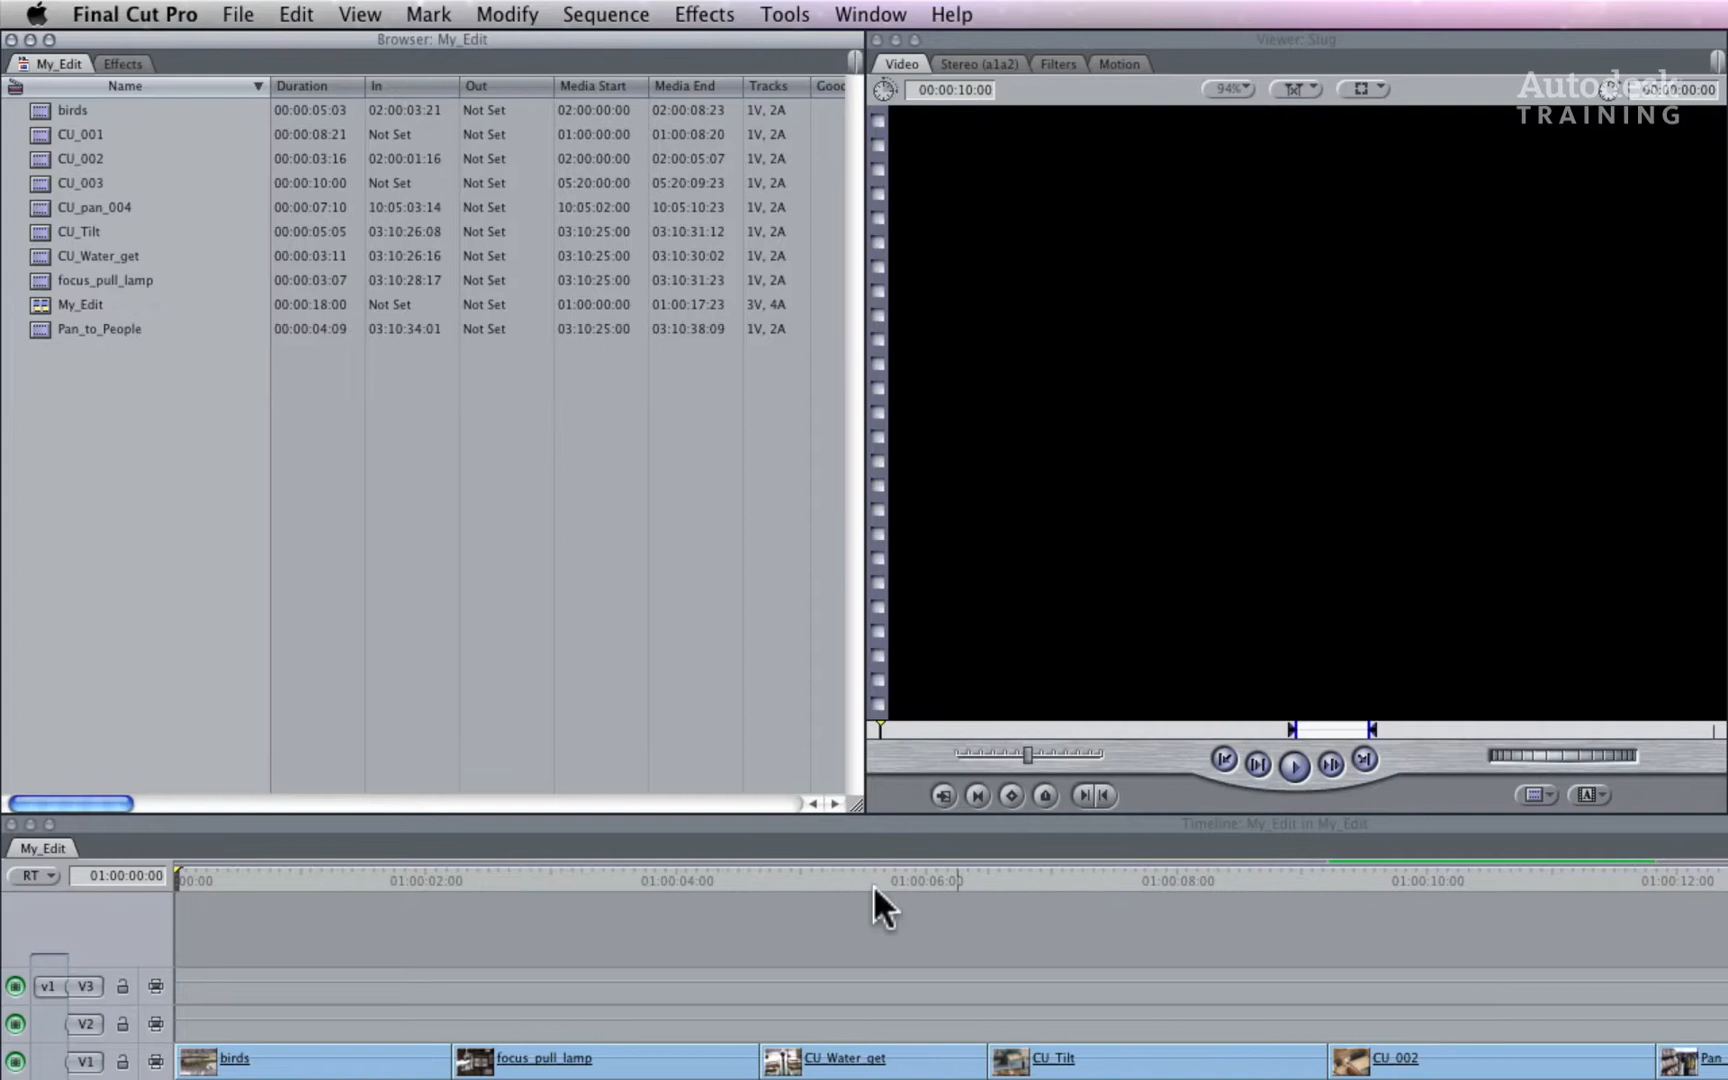 Final Cut Pro File Edit View Mark Modify Sequence Effects Tools Window Help
Browser: My_Edit
Viewer: Slug
My_Edit Effects
Video Stereo (a1a2) Filters Motion
Name Duration In Out Media Start Media End Tracks Good
00:00:10:00 94% 00:00:00:00
Autodesk
TRAINING
birds 00:00:05:03 02:00:03:21 Not Set 02:00:00:00 02:00:08:23 1V, 2A
CU_001 00:00:08:21 Not Set Not Set 01:00:00:00 01:00:08:20 1V, 2A
CU_002 00:00:03:16 02:00:01:16 Not Set 02:00:00:00 02:00:05:07 1V, 2A
CU_003 00:00:10:00 Not Set Not Set 05:20:00:00 05:20:09:23 1V, 2A
CU_pan_004 00:00:07:10 10:05:03:14 Not Set 10:05:02:00 10:05:10:23 1V, 2A
CU_Tilt 00:00:05:05 03:10:26:08 Not Set 03:10:25:00 03:10:31:12 1V, 2A
CU_Water_get 00:00:03:11 03:10:26:16 Not Set 03:10:25:00 03:10:30:02 1V, 2A
focus_pull_lamp 00:00:03:07 03:10:28:17 Not Set 03:10:25:00 03:10:31:23 1V, 2A
My_Edit 00:00:18:00 Not Set Not Set 01:00:00:00 01:00:17:23 3V, 4A
Pan_to_People 00:00:04:09 03:10:34:01 Not Set 03:10:25:00 03:10:38:09 1V, 2A
A
Timeline: My_Edit in My_Edit
My_Edit
RT 01:00:00:00 00:00 01:00:02:00 01:00:04:00 01:00:06:00 01:00:08:00 01:00:10:00 01:00:12:00
v1 V3
V2
V1 birds focus_pull_lamp CU_Water_get CU_Tilt CU_002 Pan_